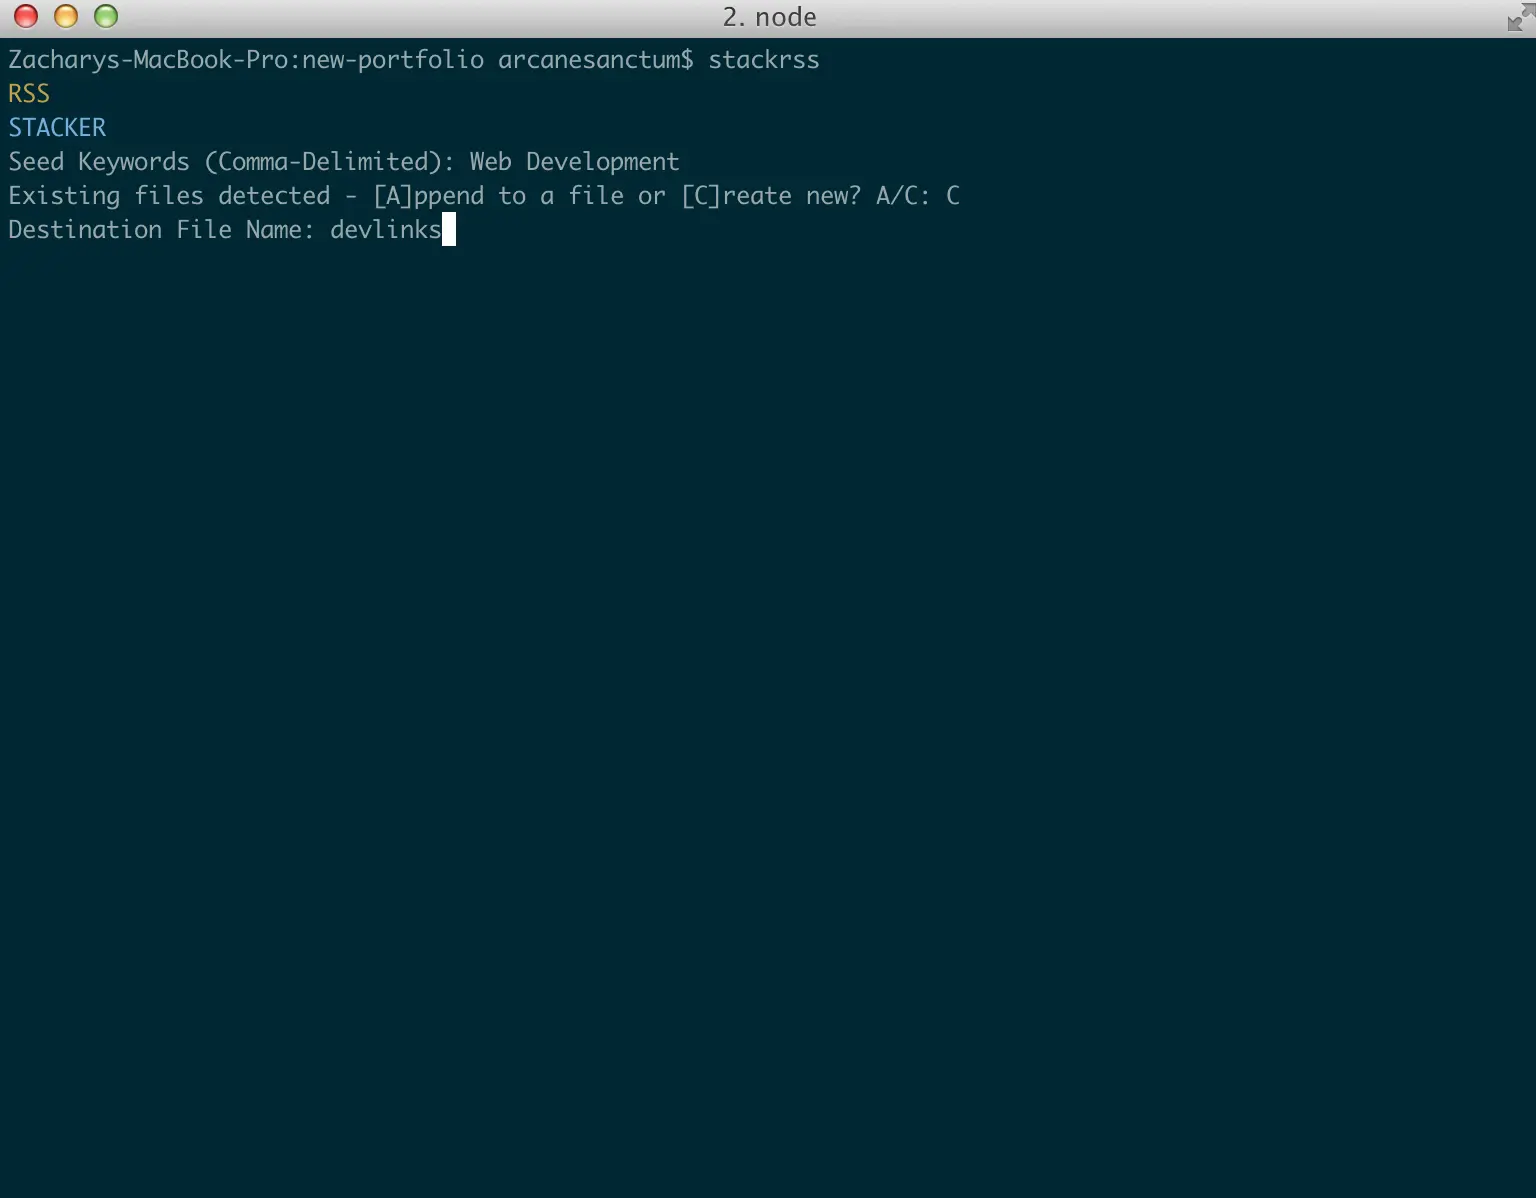 2. node
Zacharys-MacBook-Pro:new-portfolio arcanesanctum$ stackrss
RSS
STACKER
Seed Keywords (Comma-Delimited): Web Development
Existing files detected - [A]ppend to a file or [C]reate new? A/C: C
Destination File Name: devlinks